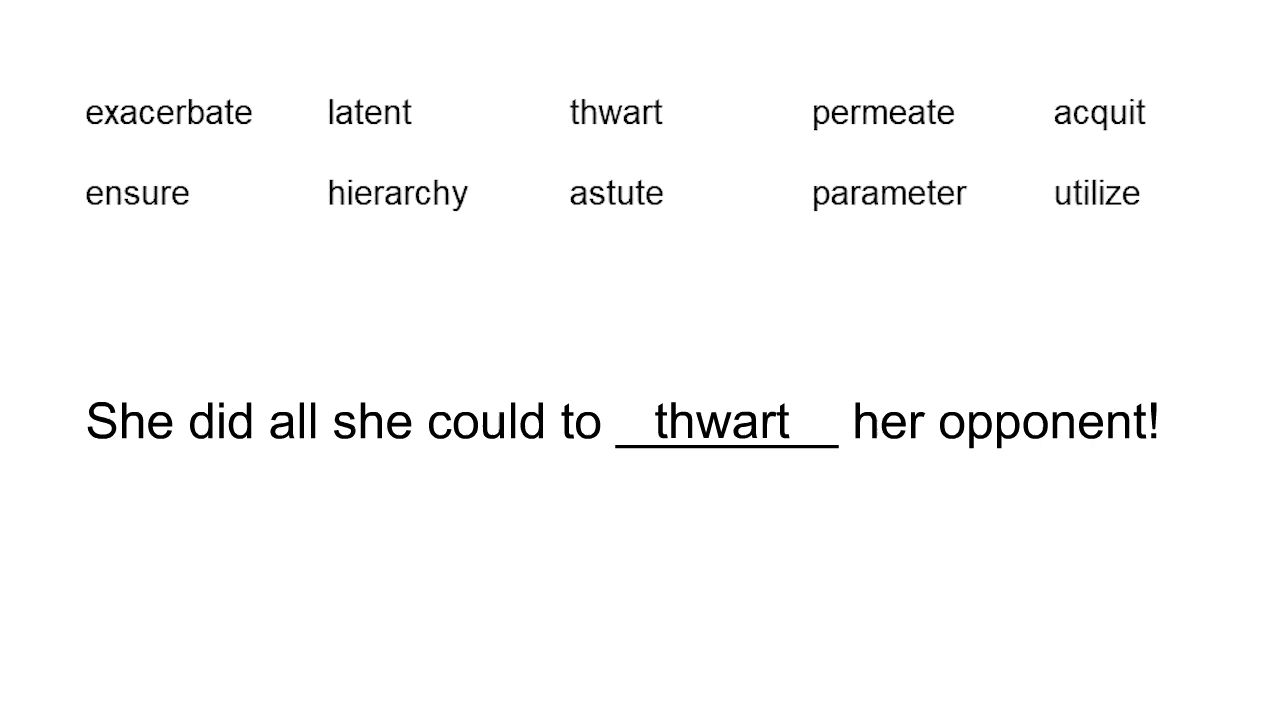 exacerbate latent thwart permeate acquit
ensure hierarchy astute parameter utilize
She did all she could to __thwart__ her opponent!